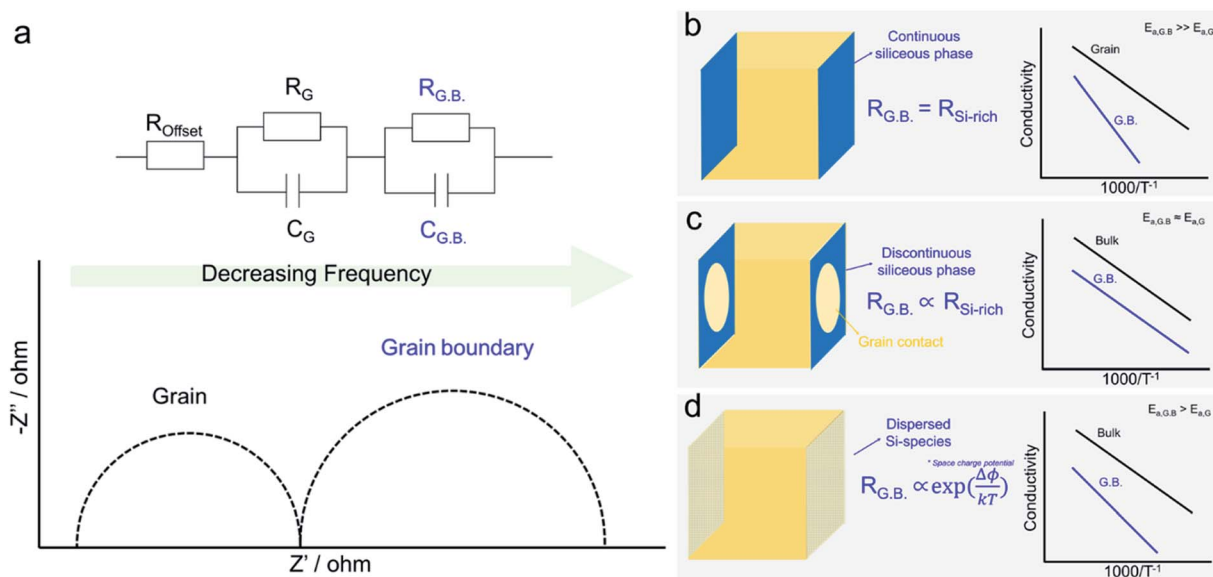 a
R_Offset
R_G
C_G
R_G.B.
C_G.B.
Decreasing Frequency
Grain
Grain boundary
-Z'' / ohm
Z' / ohm
b
Continuous
siliceous phase
R_G.B. = R_Si-rich
E_a,G.B >> E_a,G
Grain
G.B.
Conductivity
1000/T⁻¹
c
Discontinuous
siliceous phase
R_G.B. ∝ R_Si-rich
Grain contact
E_a,G.B ≈ E_a,G
Bulk
G.B.
Conductivity
1000/T⁻¹
d
Dispersed
Si-species
* Space charge potential
R_G.B. ∝ exp(Δϕ/kT)
E_a,G.B > E_a,G
Bulk
G.B.
Conductivity
1000/T⁻¹